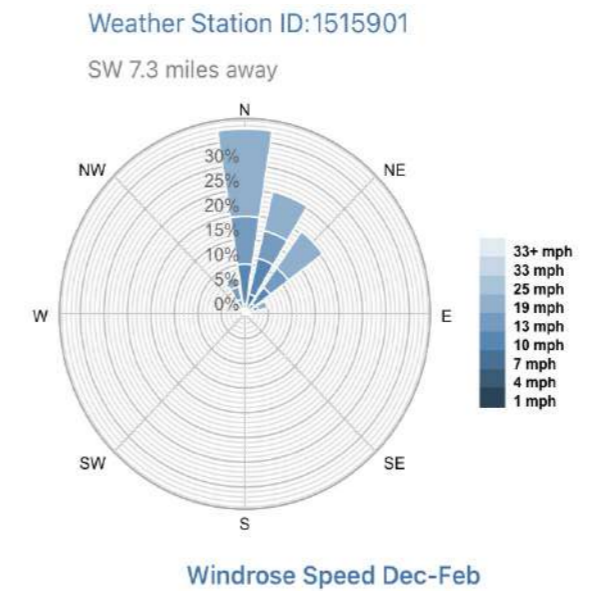 Weather Station ID:1515901
SW 7.3 miles away
N
NW
NE
30%
25%
20%
15%
10%
5%
0%
W
E
33+ mph
33 mph
25 mph
19 mph
13 mph
10 mph
7 mph
4 mph
1 mph
SW
SE
S
Windrose Speed Dec-Feb